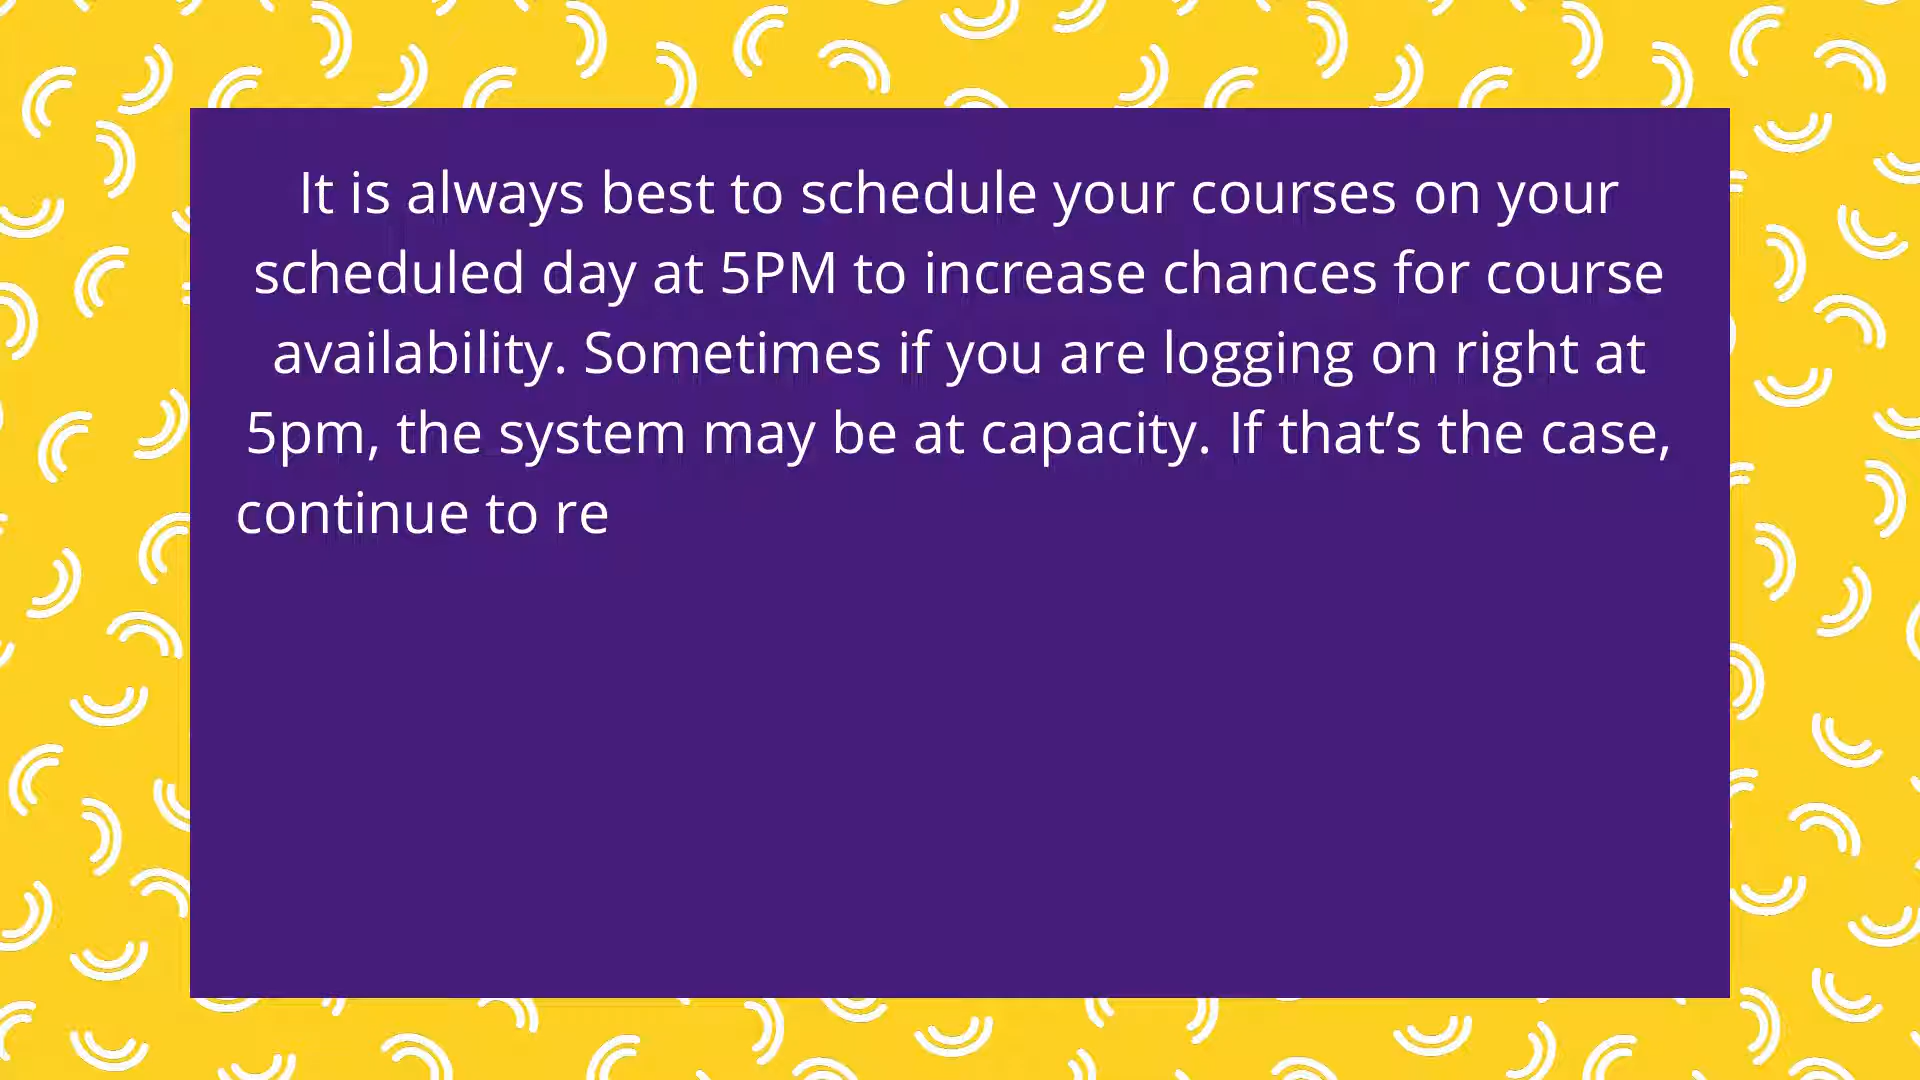 It is always best to schedule your courses on your
scheduled day at 5PM to increase chances for course
availability. Sometimes if you are logging on right at
5pm, the system may be at capacity. If that’s the case,
continue to re